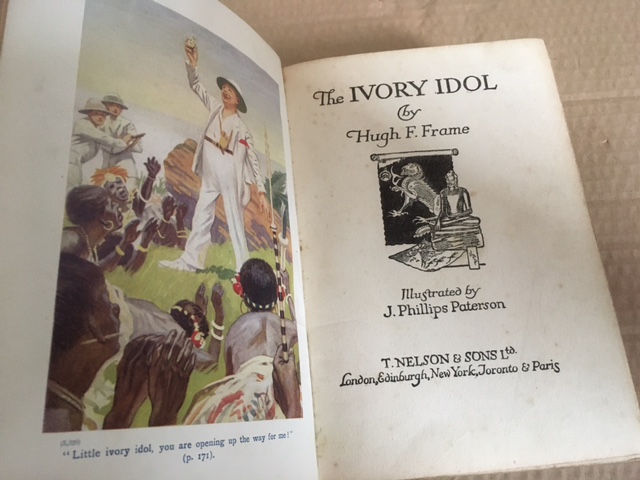 "Little ivory idol, you are opening up the way for me!"
(p. 171).
The IVORY IDOL
by
Hugh F. Frame
Illustrated by
J. Phillips Paterson
T. NELSON & SONS Ltd.
London, Edinburgh, New York, Toronto & Paris